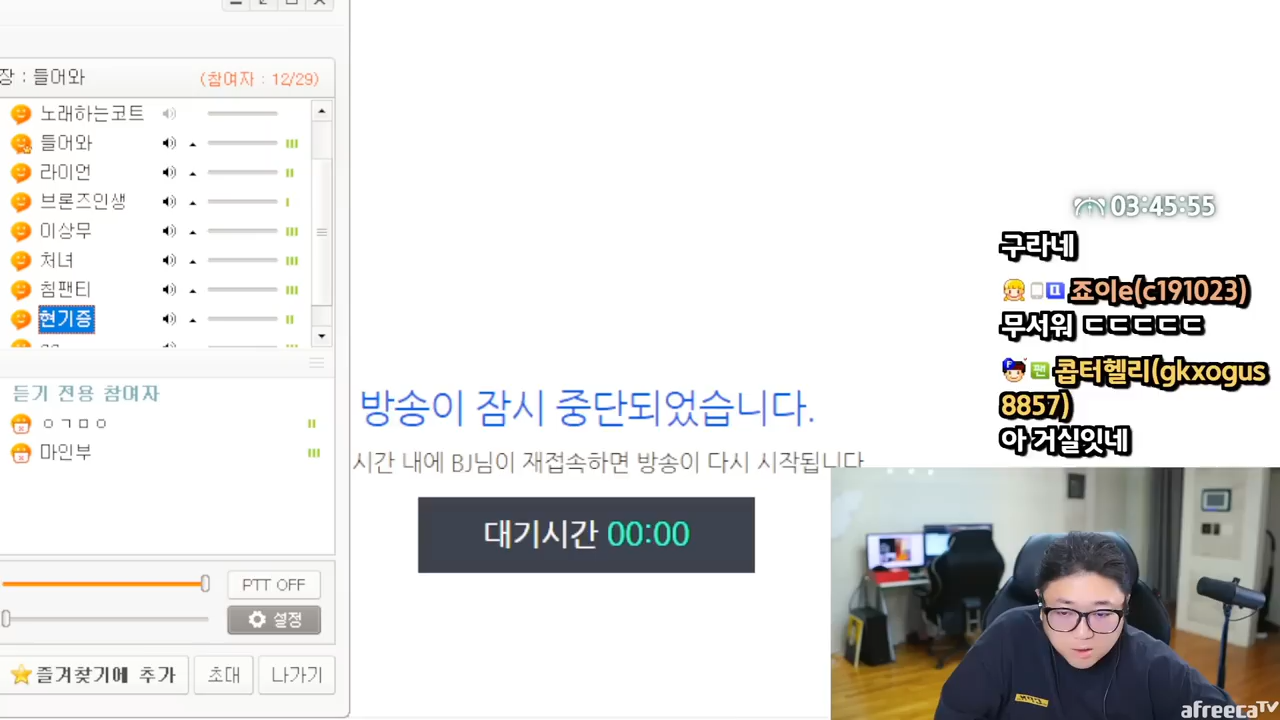 장 : 들어와
(참여자 : 12/29)
노래하는코트
들어와
라이언
브론즈인생
이상무
처녀
침팬티
현기증
듣기 전용 참여자
ㅇㄱㅁㅇ
마인부
PTT OFF
설정
즐겨찾기에 추가
초대
나가기
방송이 잠시 중단되었습니다.
시간 내에 BJ님이 재접속하면 방송이 다시 시작됩니다
대기시간 00:00
03:45:55
구라네
죠이e(c191023)
무서워 ㄷㄷㄷㄷㄷ
팬
콥터헬리(gkxogus
8857)
아 거실잇네
afreecaTV